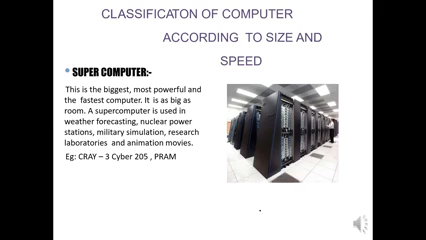 CLASSIFICATON OF COMPUTER
ACCORDING TO SIZE AND
SPEED
• SUPER COMPUTER:-
This is the biggest, most powerful and
the fastest computer. It is as big as
room. A supercomputer is used in
weather forecasting, nuclear power
stations, military simulation, research
laboratories and animation movies.
Eg: CRAY – 3 Cyber 205 , PRAM